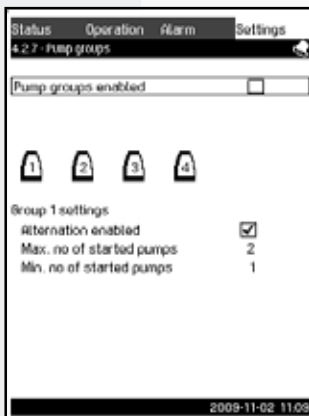 Status Operation Alarm Settings
4.2.7 - Pump groups
Pump groups enabled
1 2 3 4
Group 1 settings
Alternation enabled
Max. no of started pumps 2
Min. no of started pumps 1
2009-11-02 11:09